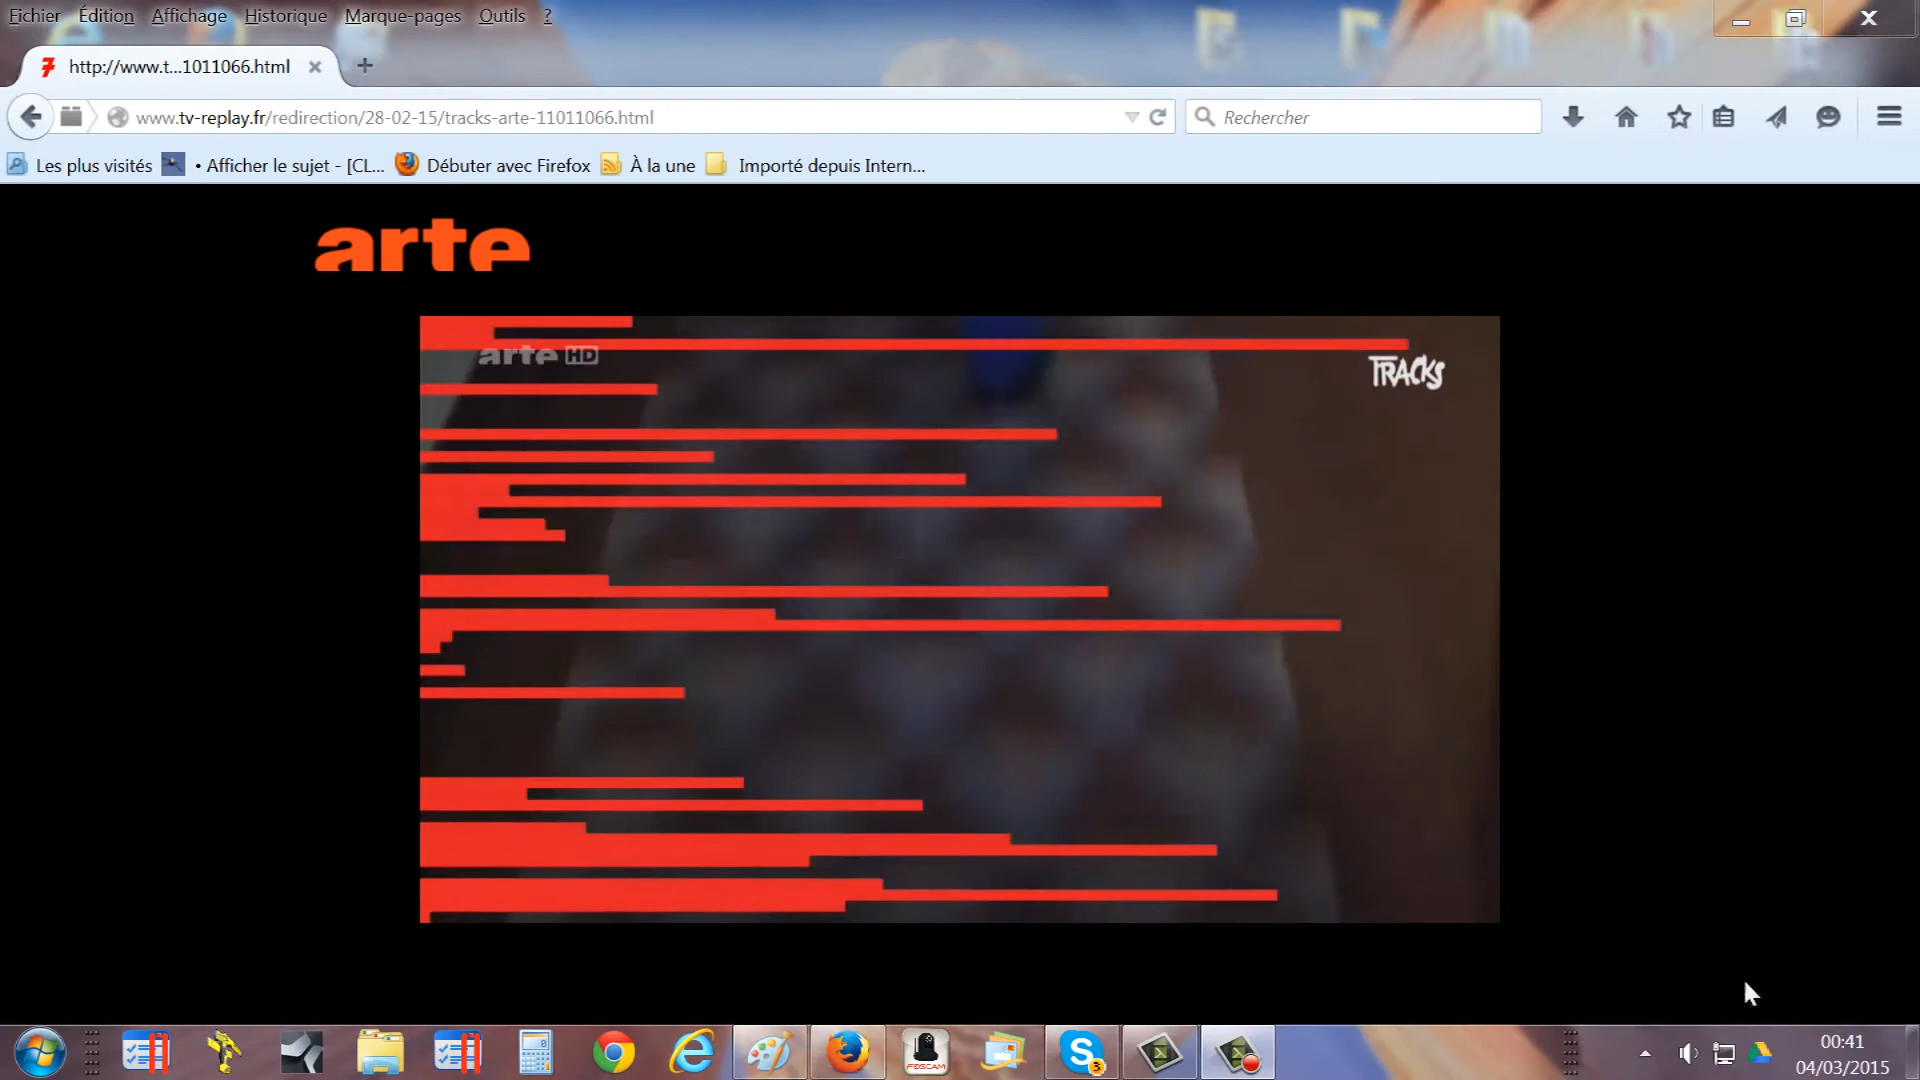 Fichier Édition Affichage Historique Marque-pages Outils ?
http://www.t...1011066.html
www.tv-replay.fr/redirection/28-02-15/tracks-arte-11011066.html
Rechercher
Les plus visités • Afficher le sujet - [CL... Débuter avec Firefox À la une Importé depuis Intern...
arte
arte HD
TRACKS
FOSCAM
3
00:41
04/03/2015